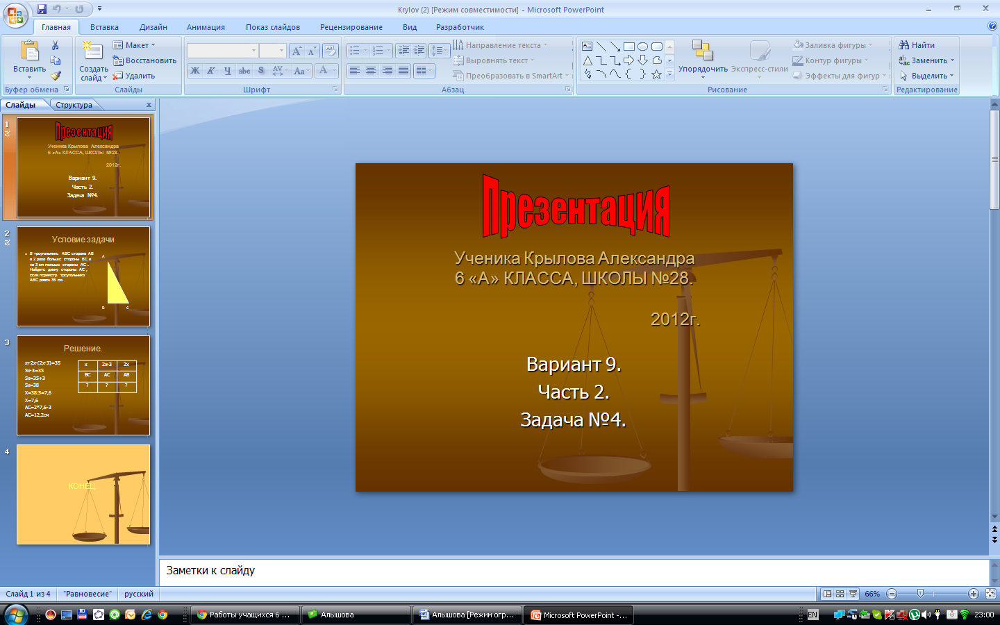 Krylov (2) [Режим совместимости] - Microsoft PowerPoint
Главная Вставка Дизайн Анимация Показ слайдов Рецензирование Вид Разработчик
Вставить
Буфер обмена
Создать слайд
Макет
Восстановить
Удалить
Слайды
Ж К Ч abc S AV Aa A
Шрифт
Направление текста
Выровнять текст
Преобразовать в SmartArt
Абзац
Упорядочить
Экспресс-стили
Заливка фигуры
Контур фигуры
Эффекты для фигур
Рисование
Найти
Заменить
Выделить
Редактирование
Слайды Структура x
1
Презентация
Ученика Крылова Александра
6 «А» КЛАССА, ШКОЛЫ №28.
2012г.
Вариант 9.
Часть 2.
Задача №4.
2
Условие задачи
В треугольнике ABC сторона AB
в 2 раза больше стороны BC и
на 3 см меньше стороны AC .
Найдите длину стороны AC ,
если периметр треугольника
ABC равен 35 см.
A
B C
3
Решение.
x+2x-(2x-3)=35
5x-3=35
5x=35+3
5x=38
X=38:5=7,6
X=7,6
AC=2*7,6-3
AC=12,2см
x 2x-3 2x
BC AC AB
? ? ?
4
КОНЕЦ
Презентация
Ученика Крылова Александра
6 «А» КЛАССА, ШКОЛЫ №28.
2012г.
Вариант 9.
Часть 2.
Задача №4.
Заметки к слайду
Слайд 1 из 4 "Равновесие" русский 66%
Работы учащихся 6 ... Алышова Алышова [Режим огр... Microsoft PowerPoint -... EN 23:00